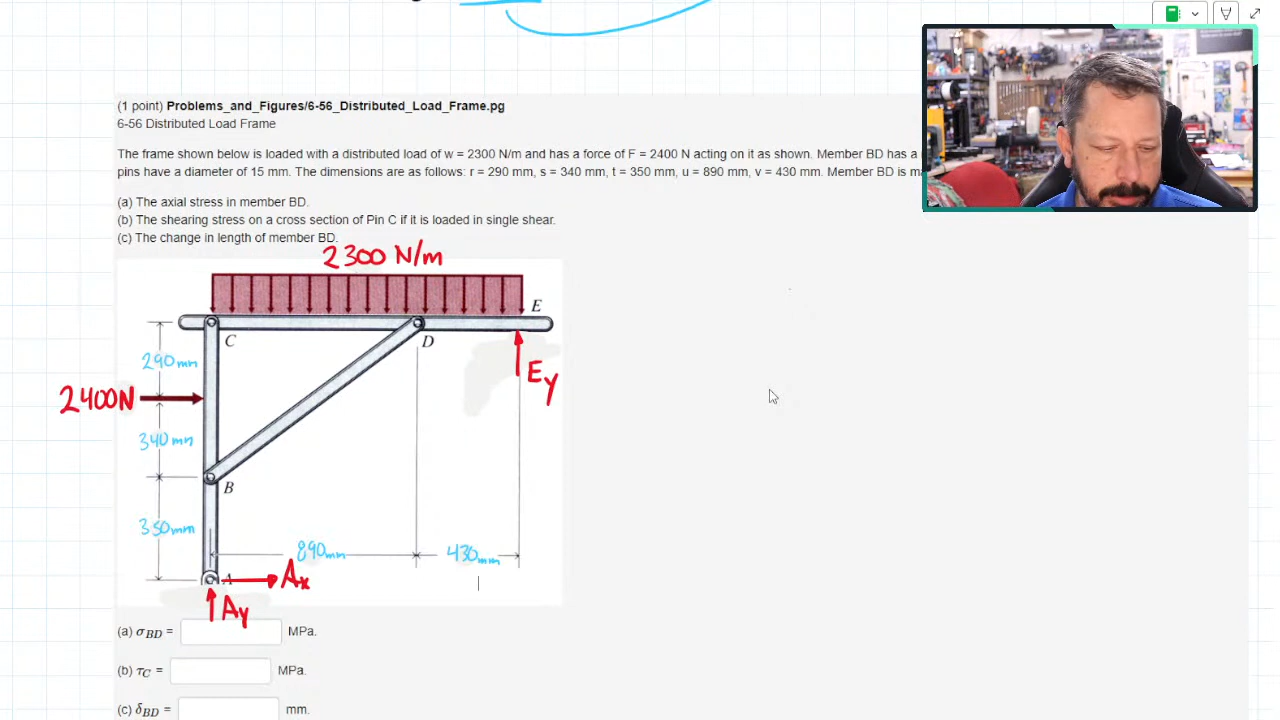 (1 point) Problems_and_Figures/6-56_Distributed_Load_Frame.pg
6-56 Distributed Load Frame
The frame shown below is loaded with a distributed load of w = 2300 N/m and has a force of F = 2400 N acting on it as shown. Member BD has a
pins have a diameter of 15 mm. The dimensions are as follows: r = 290 mm, s = 340 mm, t = 350 mm, u = 890 mm, v = 430 mm. Member BD is
(a) The axial stress in member BD.
(b) The shearing stress on a cross section of Pin C if it is loaded in single shear.
(c) The change in length of member BD.
2300 N/m
E
C
D
290mm
Ey
2400N
340mm
B
350mm
890mm
430mm
A
Ax
Ay
(a) σBD = MPa.
(b) τC = MPa.
(c) δBD = mm.